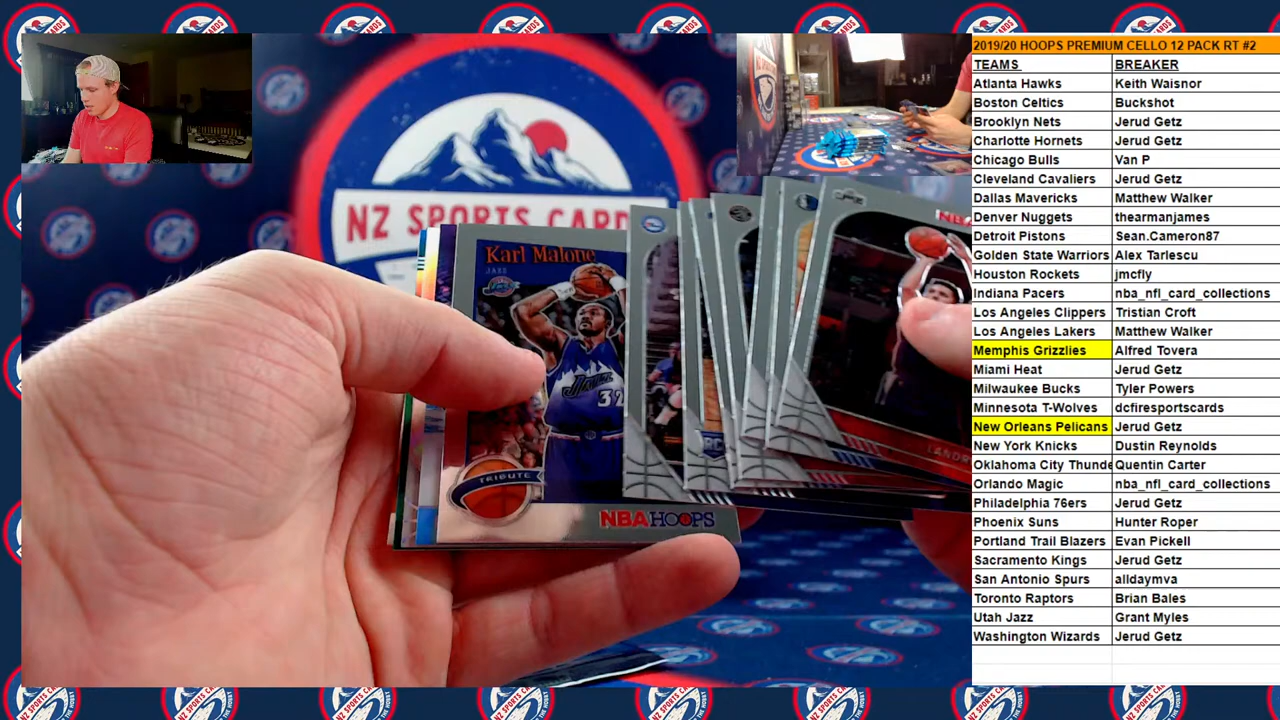 NZ SPORTS CARD
Karl Malone
JAZZ
JAZZ
32
TRIBUTE
NBA HOOPS
RC
NBA
LANDR
2019/20 HOOPS PREMIUM CELLO 12 PACK RT #2
TEAMS BREAKER
Atlanta Hawks Keith Waisnor
Boston Celtics Buckshot
Brooklyn Nets Jerud Getz
Charlotte Hornets Jerud Getz
Chicago Bulls Van P
Cleveland Cavaliers Jerud Getz
Dallas Mavericks Matthew Walker
Denver Nuggets thearmanjames
Detroit Pistons Sean.Cameron87
Golden State Warriors Alex Tarlescu
Houston Rockets jmcfly
Indiana Pacers nba_nfl_card_collections
Los Angeles Clippers Tristian Croft
Los Angeles Lakers Matthew Walker
Memphis Grizzlies Alfred Tovera
Miami Heat Jerud Getz
Milwaukee Bucks Tyler Powers
Minnesota T-Wolves dcfiresportscards
New Orleans Pelicans Jerud Getz
New York Knicks Dustin Reynolds
Oklahoma City Thunde Quentin Carter
Orlando Magic nba_nfl_card_collections
Philadelphia 76ers Jerud Getz
Phoenix Suns Hunter Roper
Portland Trail Blazers Evan Pickell
Sacramento Kings Jerud Getz
San Antonio Spurs alldaymva
Toronto Raptors Brian Bales
Utah Jazz Grant Myles
Washington Wizards Jerud Getz